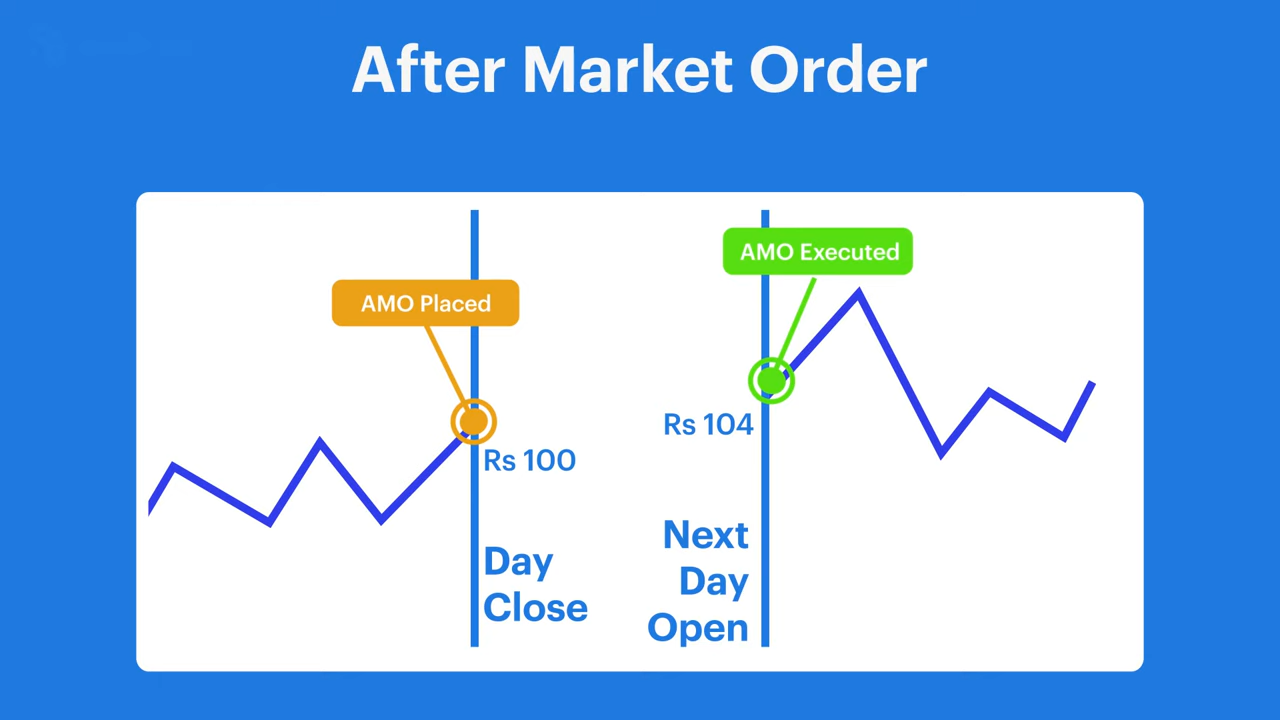 After Market Order
AMO Executed
AMO Placed
Rs 104
Rs 100
Next
Day
Open
Day
Close